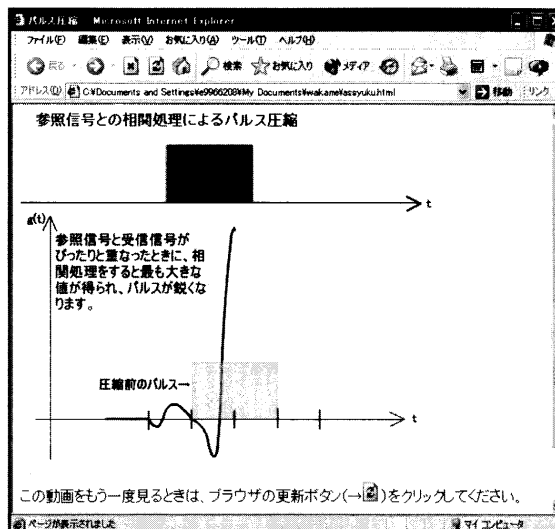 パルス圧縮 - Microsoft Internet Explorer
ファイル(F) 編集(E) 表示(V) お気に入り(A) ツール(T) ヘルプ(H)
戻る 検索 お気に入り メディア
アドレス(D) C:¥Documents and Settings¥e9966208¥My Documents¥wakame¥assyuku.html 移動 リンク
参照信号との相関処理によるパルス圧縮
t
g(t)
参照信号と受信信号が
ぴったりと重なったときに、相
関処理をすると最も大きな
値が得られ、パルスが鋭くな
ります。
圧縮前のパルス→
t
この動画をもう一度見るときは、ブラウザの更新ボタン(→)をクリックしてください。
ページが表示されました マイ コンピュータ